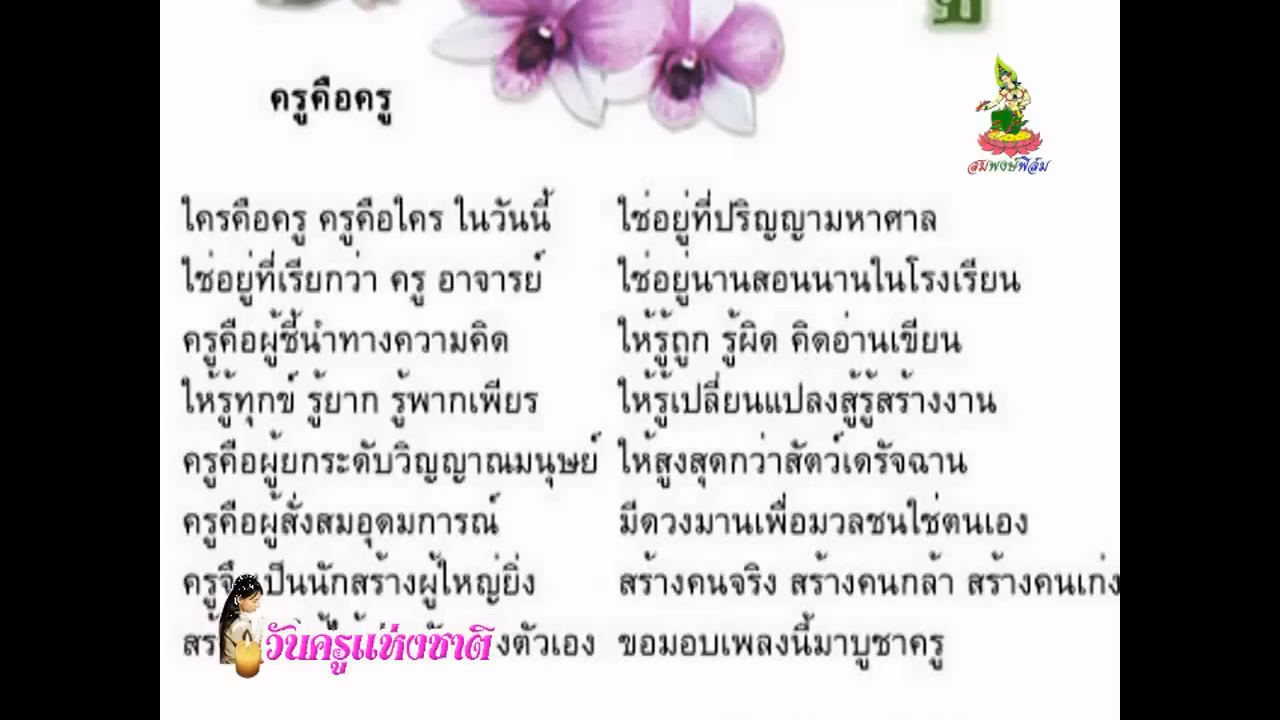 ครูคือครู
สมพงษ์ฟิล์ม
ใครคือครู ครูคือใคร ในวันนี้ ใช่อยู่ที่ปริญญามหาศาล
ใช่อยู่ที่เรียกว่า ครู อาจารย์ ใช่อยู่นานสอนนานในโรงเรียน
ครูคือผู้ชี้นำทางความคิด ให้รู้ถูก รู้ผิด คิดอ่านเขียน
ให้รู้ทุกข์ รู้ยาก รู้พากเพียร ให้รู้เปลี่ยนแปลงสู้รู้สร้างงาน
ครูคือผู้ยกระดับวิญญาณมนุษย์ ให้สูงสุดกว่าสัตว์เดรัจฉาน
ครูคือผู้สั่งสมอุดมการณ์ มีดวงมานเพื่อมวลชนใช่ตนเอง
เป็นนักสร้างผู้ใหญ่ยิ่ง สร้างคนจริง สร้างคนกล้า สร้างคนเก่ง
ตัวเอง ขอมอบเพลงนี้มาบูชาครู
วันครูแห่งชาติ